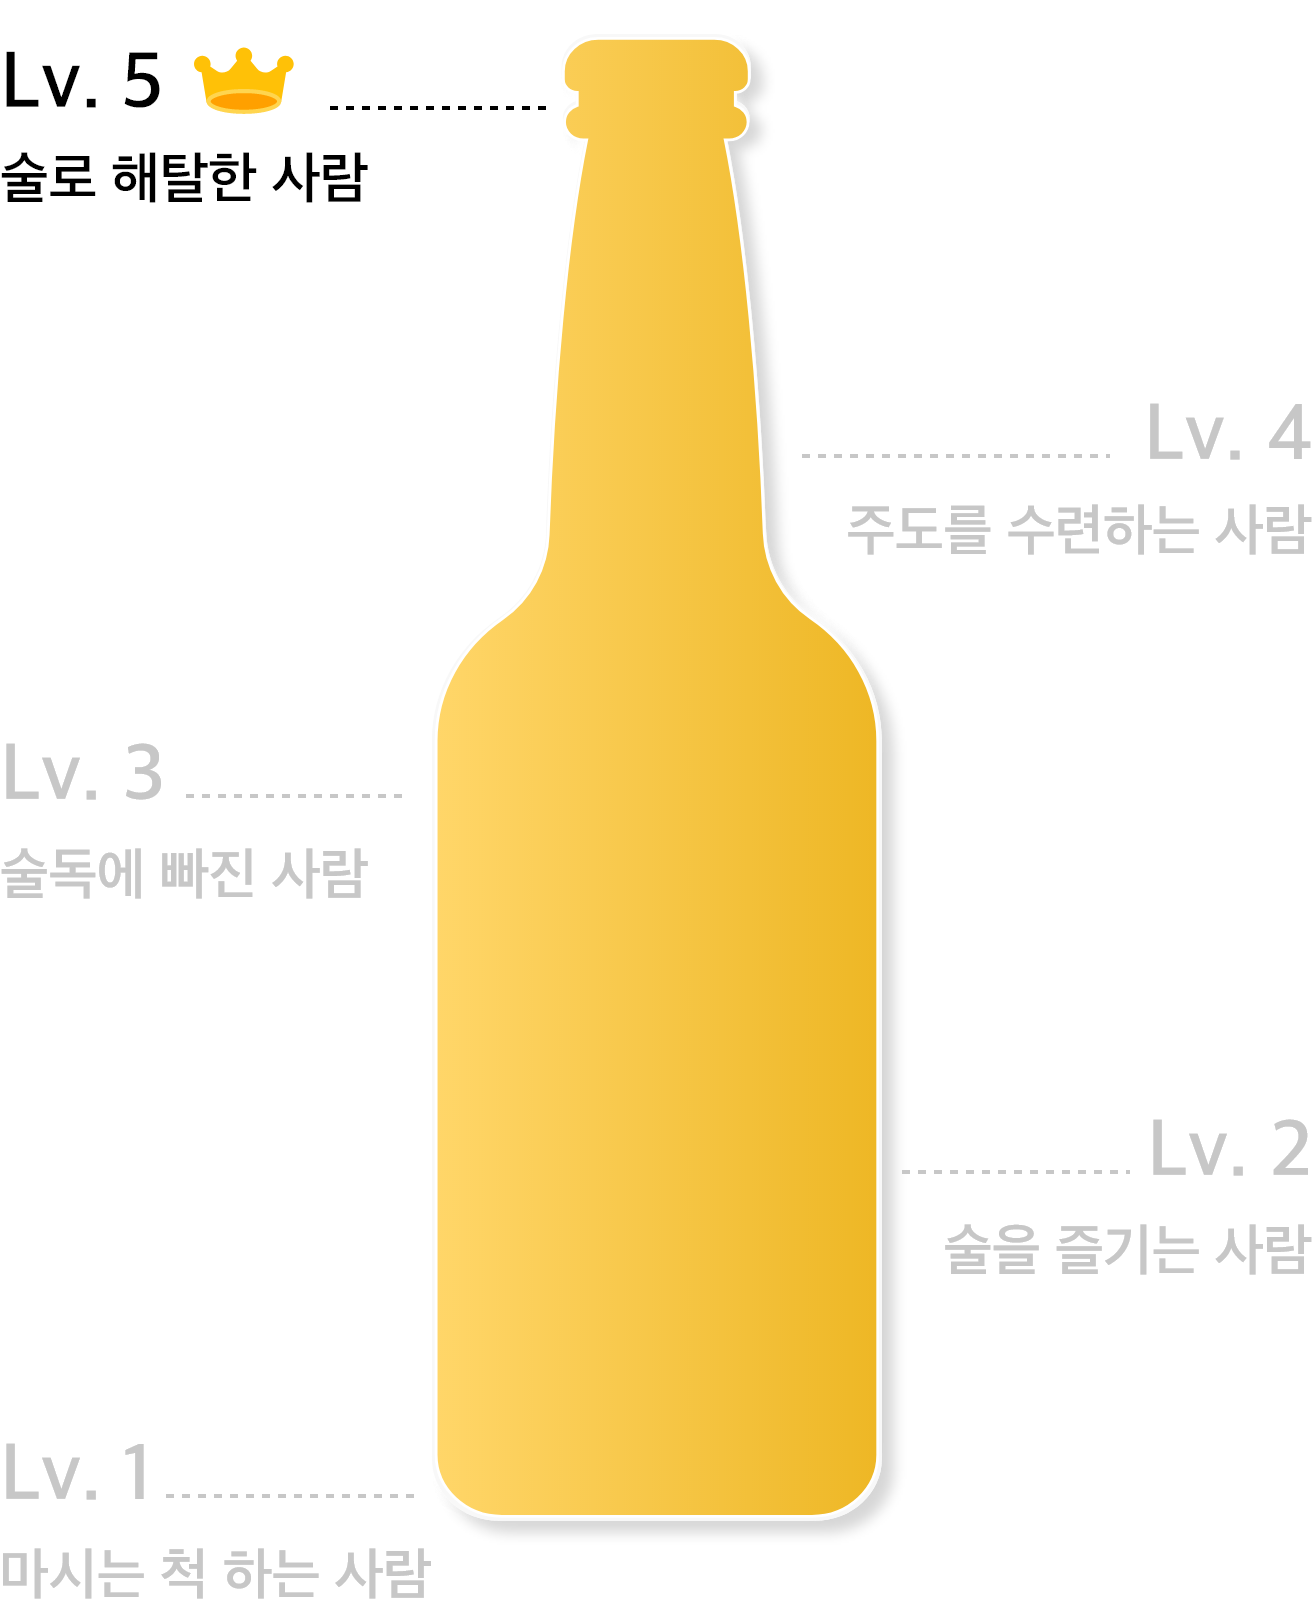 Lv. 5
술로 해탈한 사람
Lv. 4
주도를 수련하는 사람
Lv. 3
술독에 빠진 사람
Lv. 2
술을 즐기는 사람
Lv. 1
마시는 척 하는 사람